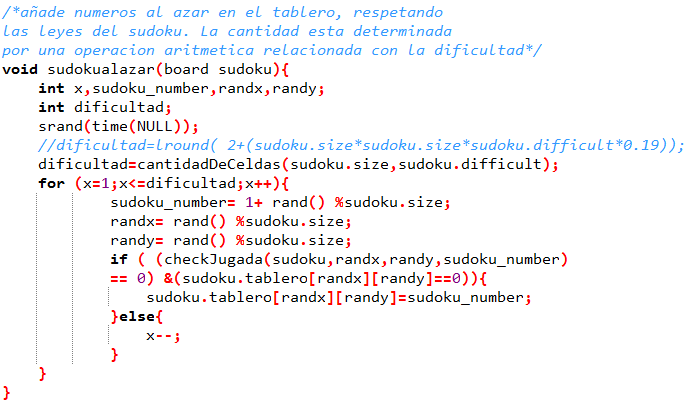 /*añade numeros al azar en el tablero, respetando
las leyes del sudoku. La cantidad esta determinada
por una operacion aritmetica relacionada con la dificultad*/
void sudokualazar(board sudoku){
int x,sudoku_number,randx,randy;
int dificultad;
srand(time(NULL));
//dificultad=lround( 2+(sudoku.size*sudoku.size*sudoku.difficult*0.19));
dificultad=cantidadDeCeldas(sudoku.size,sudoku.difficult);
for (x=1;x<=dificultad;x++){
sudoku_number= 1+ rand() %sudoku.size;
randx= rand() %sudoku.size;
randy= rand() %sudoku.size;
if ( (checkJugada(sudoku,randx,randy,sudoku_number)
== 0) &(sudoku.tablero[randx][randy]==0)){
sudoku.tablero[randx][randy]=sudoku_number;
}else{
x--;
}
}
}